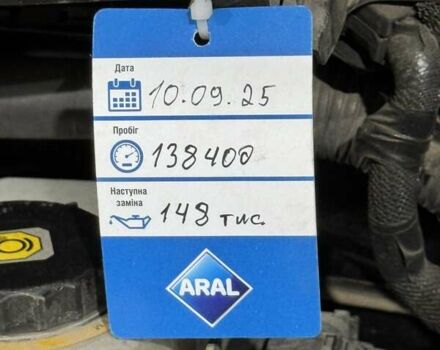 Дата
10.09.25
Пробіг
138400
Наступна
заміна
148 тис.
ARAL